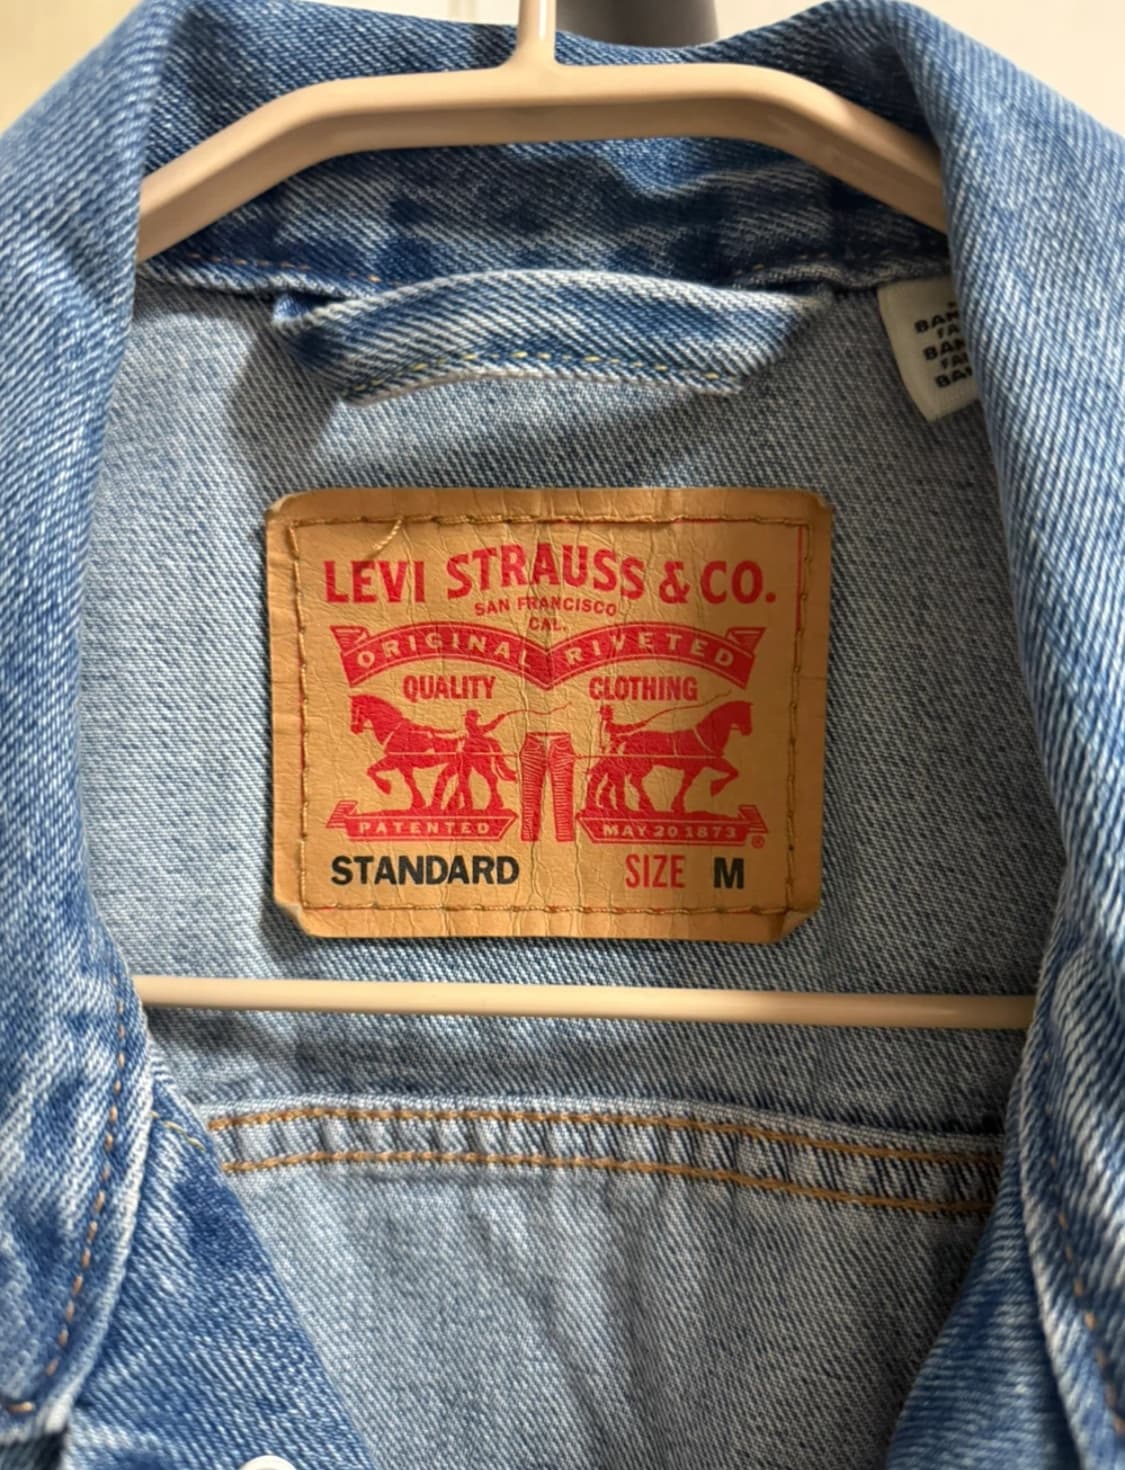 LEVI STRAUSS & CO.
SAN FRANCISCO
CAL.
ORIGINAL RIVETED
QUALITY CLOTHING
PATENTED MAY 20 1873
®
STANDARD SIZE M